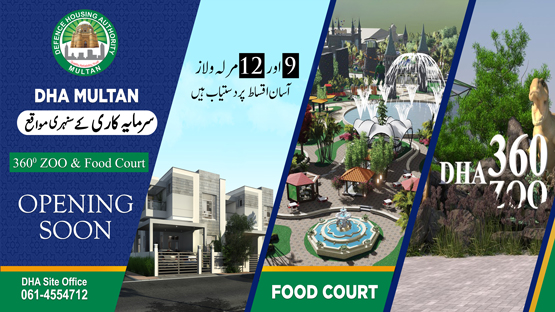 DEFENCE HOUSING AUTHORITY
MULTAN
DHA MULTAN
سرمایہ کاری کے سنہری مواقع
360⁰ ZOO & Food Court
OPENING
SOON
DHA Site Office
061-4554712
9 اور 12 مرلہ ولاز
آسان اقساط پر دستیاب ہیں
FOOD COURT
DHA 360
ZOO